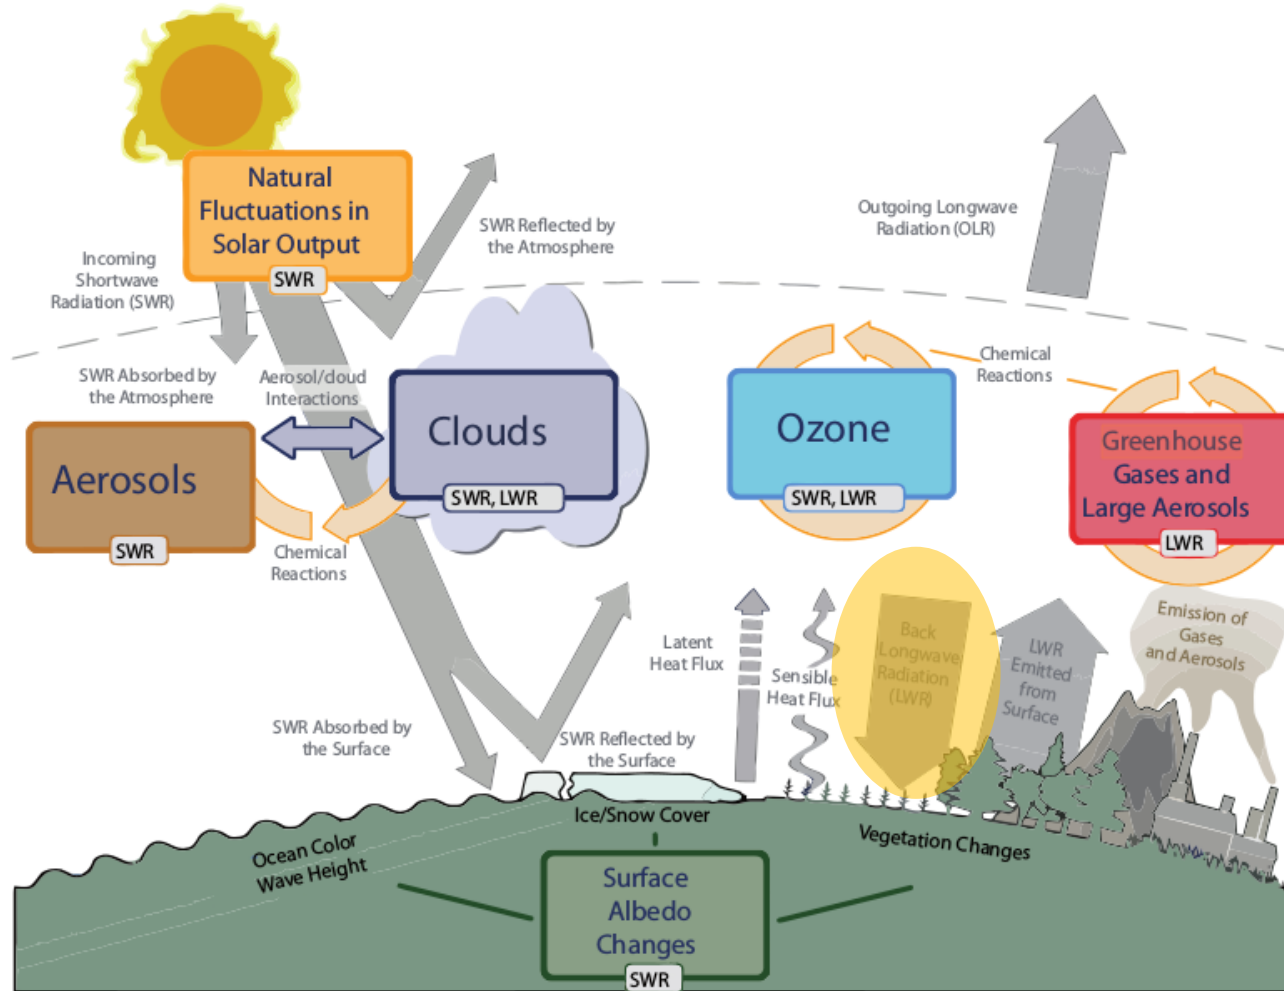 Natural
Fluctuations in
Solar Output
SWR
SWR Reflected by
the Atmosphere
Outgoing Longwave
Radiation (OLR)
Incoming
Shortwave
Radiation (SWR)
SWR Absorbed by
the Atmosphere
Aerosol/cloud
Interactions
Chemical
Reactions
Aerosols
SWR
Clouds
SWR, LWR
Ozone
SWR, LWR
Greenhouse
Gases and
Large Aerosols
LWR
Chemical
Reactions
Latent
Heat Flux
Sensible
Heat Flux
Back
Longwave
Radiation
(LWR)
LWR
Emitted
from
Surface
Emission of
Gases
and Aerosols
SWR Absorbed by
the Surface
SWR Reflected by
the Surface
Ice/Snow Cover
Ocean Color
Wave Height
Vegetation Changes
Surface
Albedo
Changes
SWR